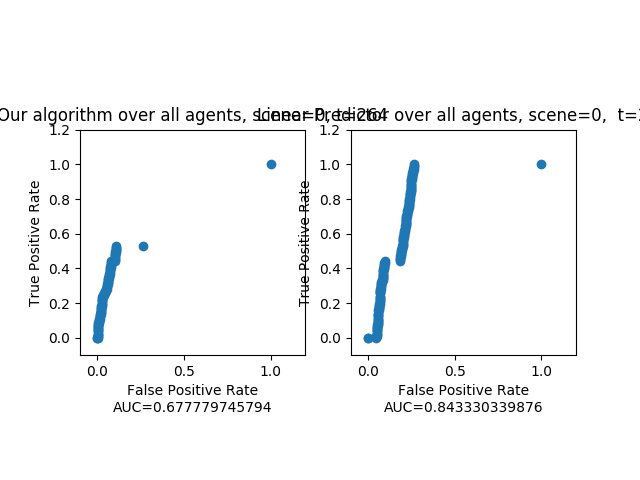 Our algorithm over all agents, scene=0, t=264
Linear Predictor over all agents, scene=0, t=2
True Positive Rate
1.2
1.0
0.8
0.6
0.4
0.2
0.0
0.0 0.5 1.0
False Positive Rate
AUC=0.677779745794
True Positive Rate
1.2
1.0
0.8
0.6
0.4
0.2
0.0
0.0 0.5 1.0
False Positive Rate
AUC=0.843330339876